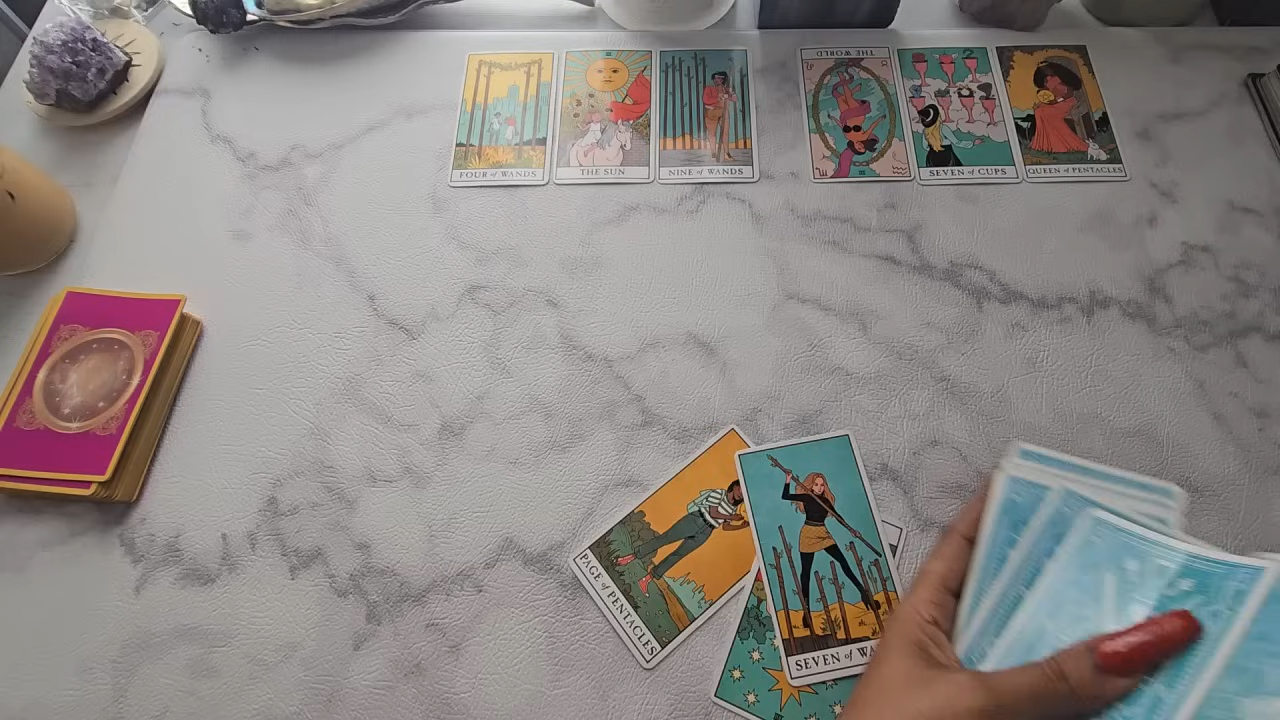 FOUR of WANDS
THE SUN
NINE of WANDS
THE WORLD
SEVEN of CUPS
QUEEN of PENTACLES
PAGE of PENTACLES
SEVEN of WA